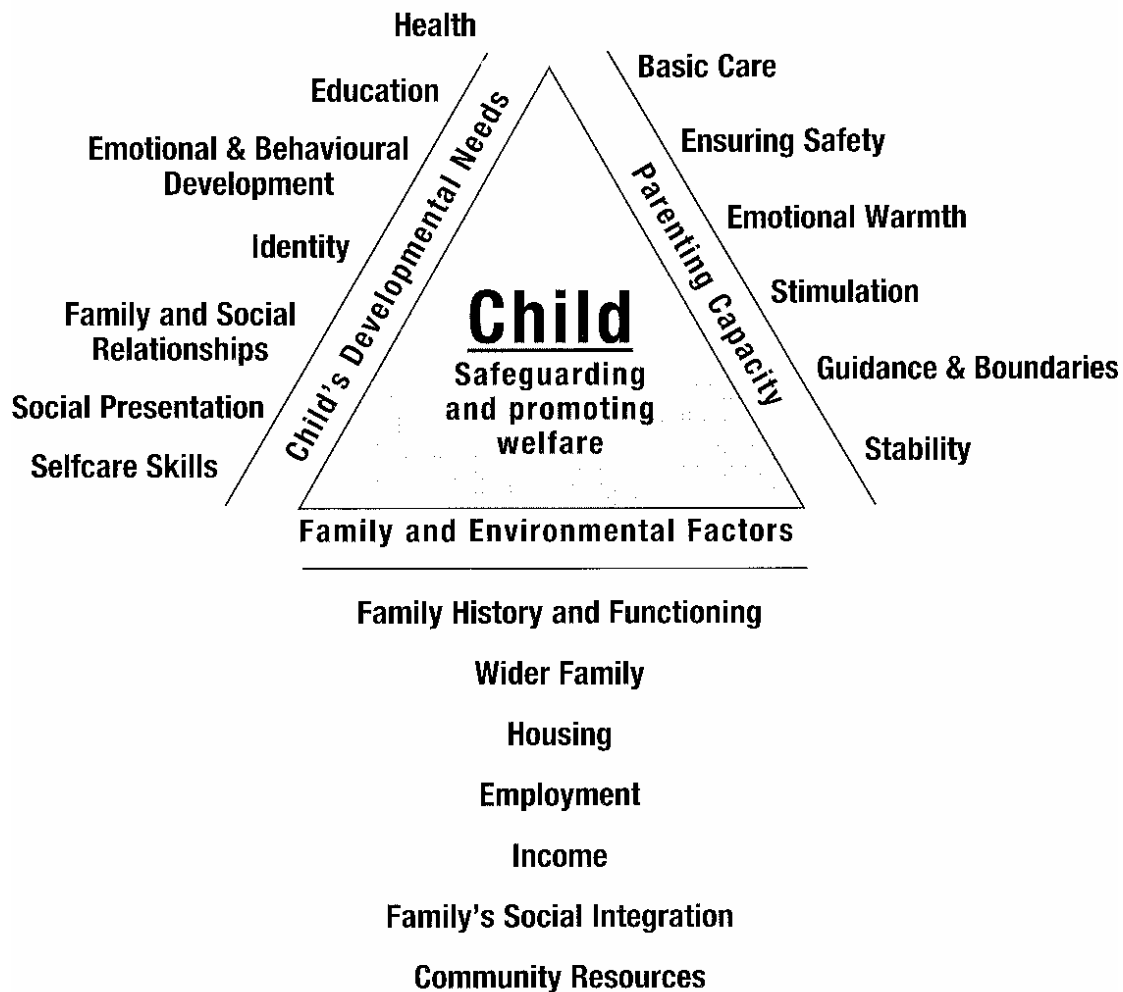 Health
Education
Emotional & Behavioural
Development
Identity
Family and Social
Relationships
Social Presentation
Selfcare Skills
Child's Developmental Needs
Child
Safeguarding
and promoting
welfare
Parenting Capacity
Basic Care
Ensuring Safety
Emotional Warmth
Stimulation
Guidance & Boundaries
Stability
Family and Environmental Factors
Family History and Functioning
Wider Family
Housing
Employment
Income
Family's Social Integration
Community Resources